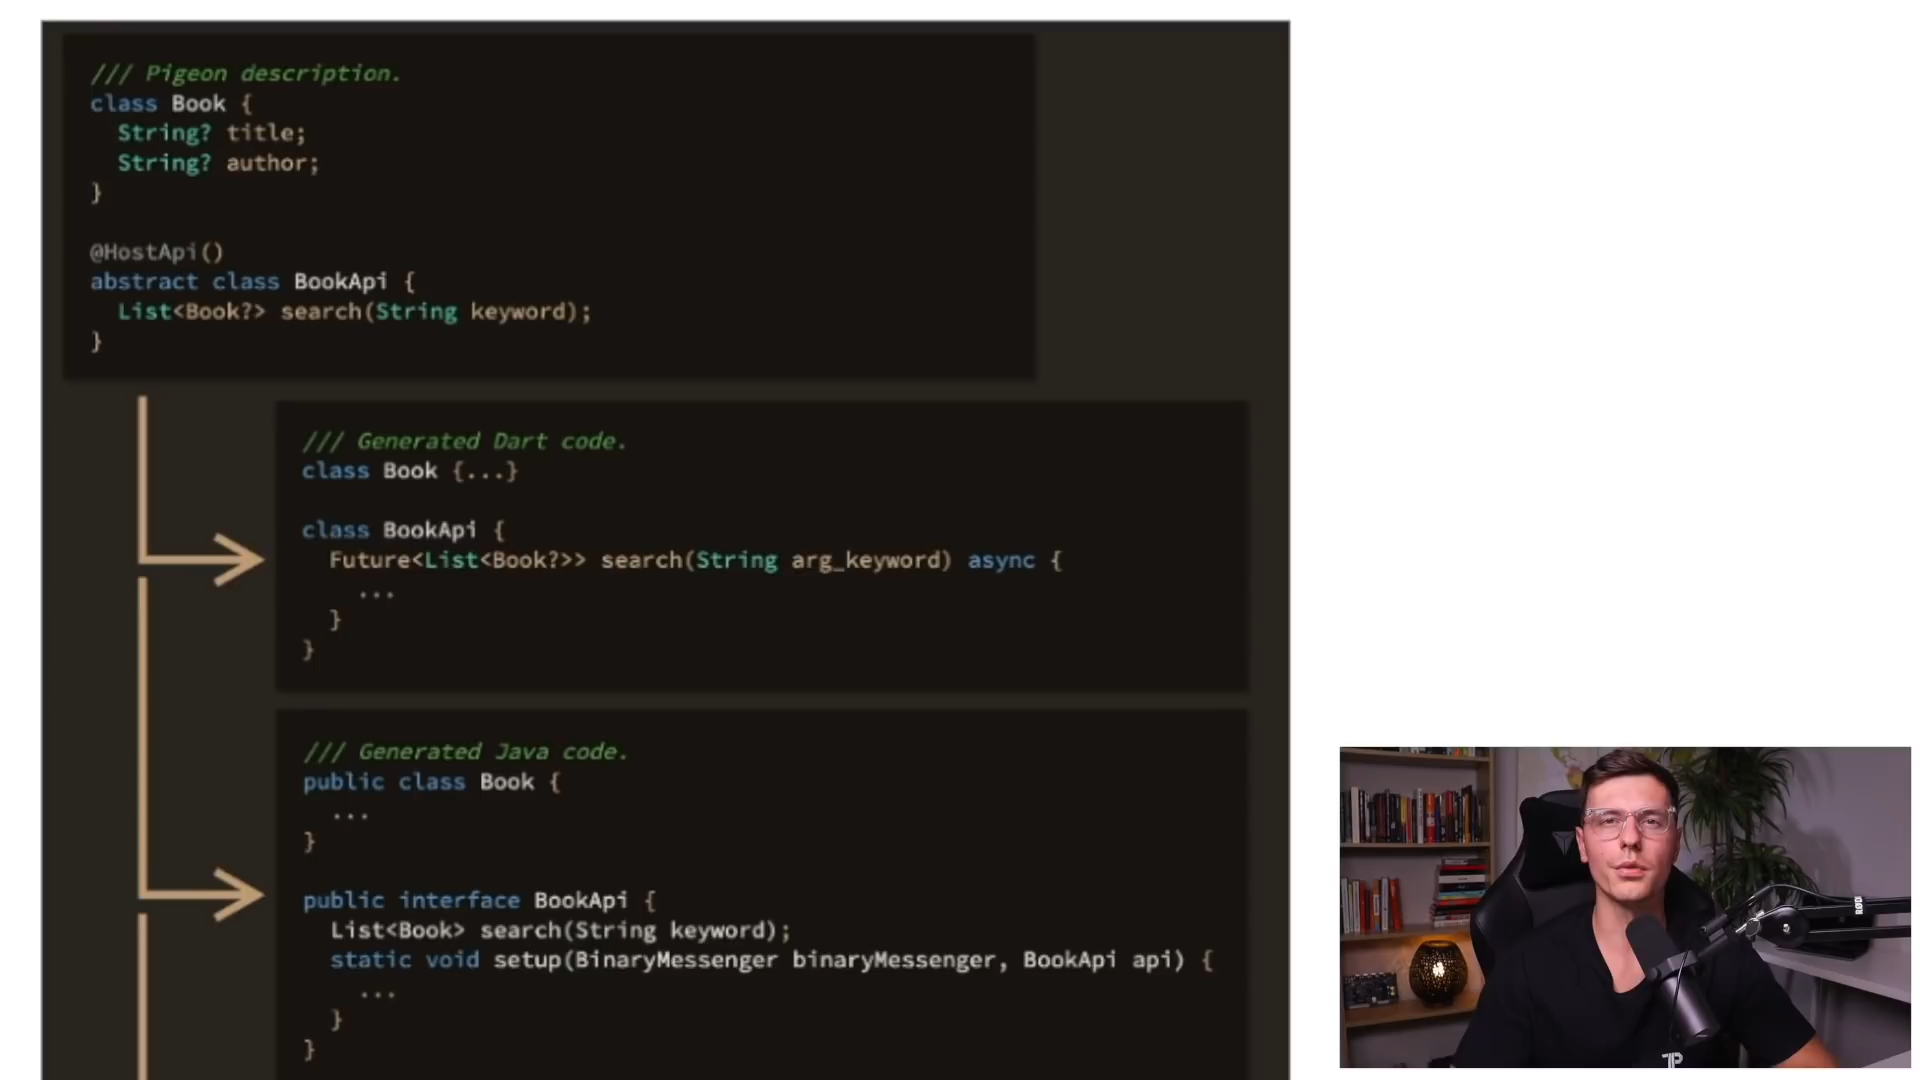 /// Pigeon description.
class Book {
  String? title;
  String? author;
}
@HostApi()
abstract class BookApi {
  List<Book?> search(String keyword);
}
/// Generated Dart code.
class Book {...}
class BookApi {
  Future<List<Book?>> search(String arg_keyword) async {
    ...
  }
}
/// Generated Java code.
public class Book {
  ...
}
public interface BookApi {
  List<Book> search(String keyword);
  static void setup(BinaryMessenger binaryMessenger, BookApi api) {
    ...
  }
}
RØDE